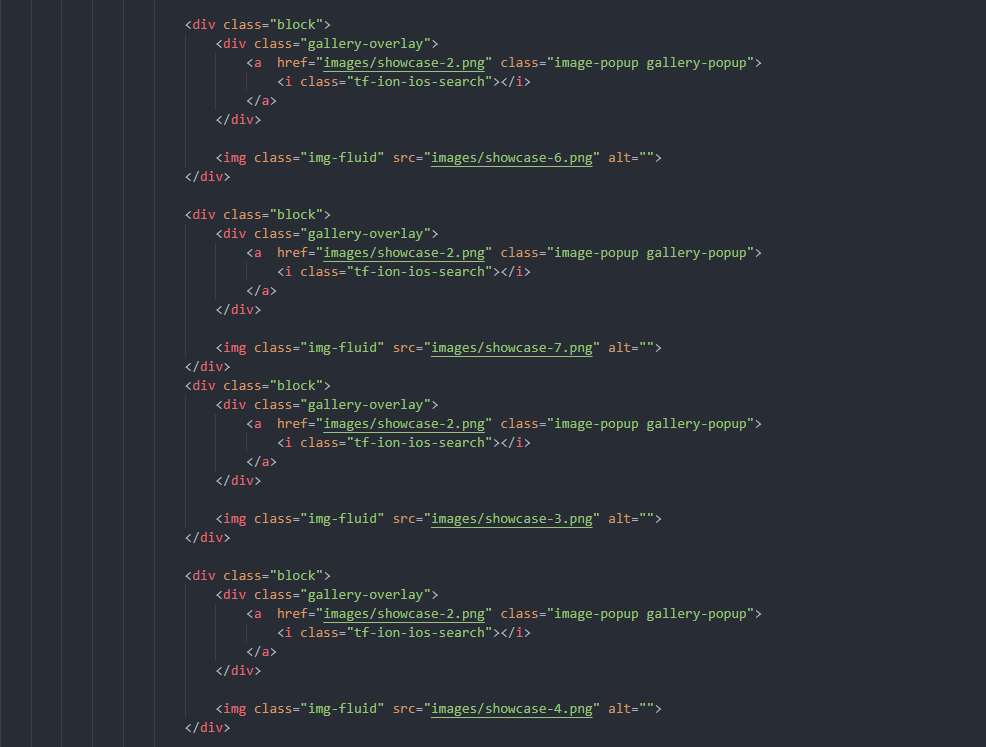 <div class="block">
<div class="gallery-overlay">
<a  href="images/showcase-2.png" class="image-popup gallery-popup">
<i class="tf-ion-ios-search"></i>
</a>
</div>
<img class="img-fluid" src="images/showcase-6.png" alt="">
</div>
<div class="block">
<div class="gallery-overlay">
<a  href="images/showcase-2.png" class="image-popup gallery-popup">
<i class="tf-ion-ios-search"></i>
</a>
</div>
<img class="img-fluid" src="images/showcase-7.png" alt="">
</div>
<div class="block">
<div class="gallery-overlay">
<a  href="images/showcase-2.png" class="image-popup gallery-popup">
<i class="tf-ion-ios-search"></i>
</a>
</div>
<img class="img-fluid" src="images/showcase-3.png" alt="">
</div>
<div class="block">
<div class="gallery-overlay">
<a  href="images/showcase-2.png" class="image-popup gallery-popup">
<i class="tf-ion-ios-search"></i>
</a>
</div>
<img class="img-fluid" src="images/showcase-4.png" alt="">
</div>